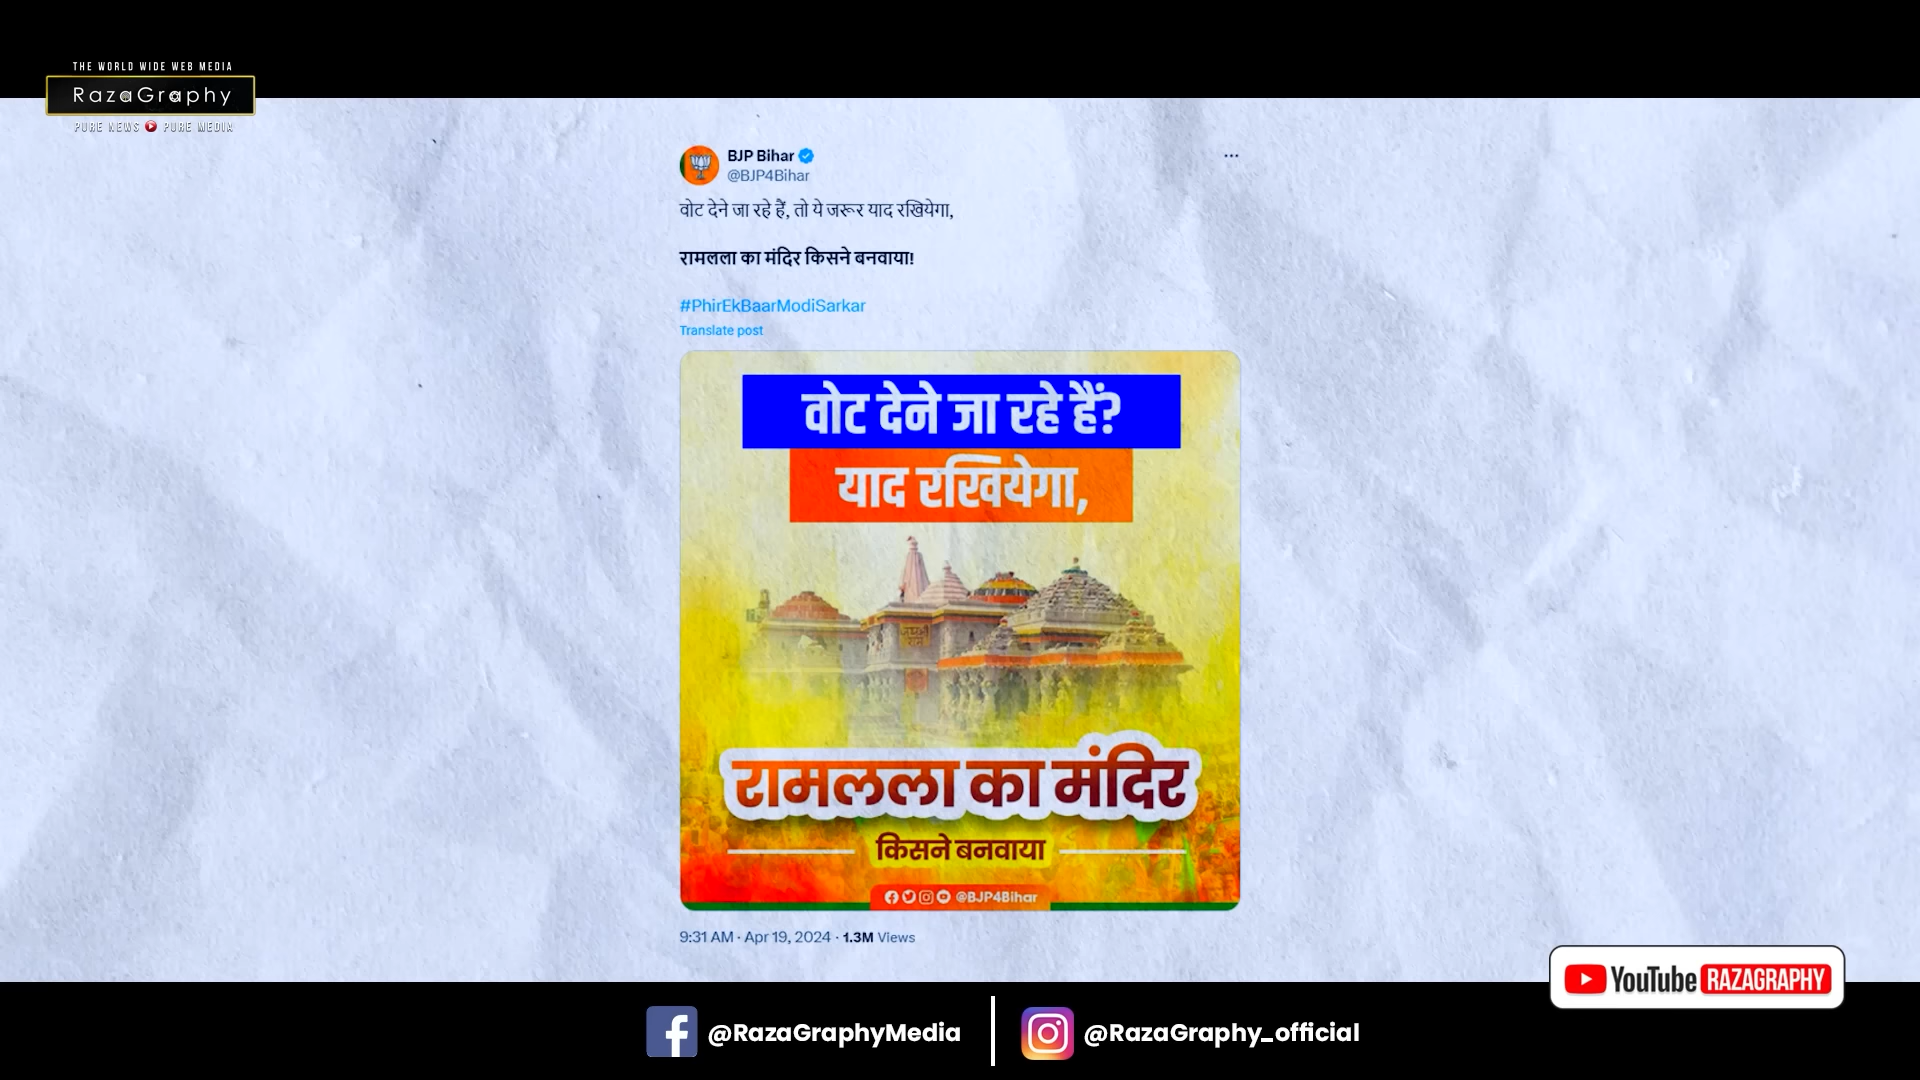 THE WORLD WIDE WEB MEDIA
RazaGraphy
PURE NEWS PURE MEDIA
BJP Bihar
@BJP4Bihar
वोट देने जा रहे हैं, तो ये जरूर याद रखियेगा,
रामलला का मंदिर किसने बनवाया!
#PhirEkBaarModiSarkar
Translate post
वोट देने जा रहे हैं?
याद रखियेगा,
जय श्री
राम
रामलला का मंदिर
किसने बनवाया
@BJP4Bihar
9:31 AM · Apr 19, 2024 · 1.3M Views
YouTube RAZAGRAPHY
@RazaGraphyMedia
@RazaGraphy_official